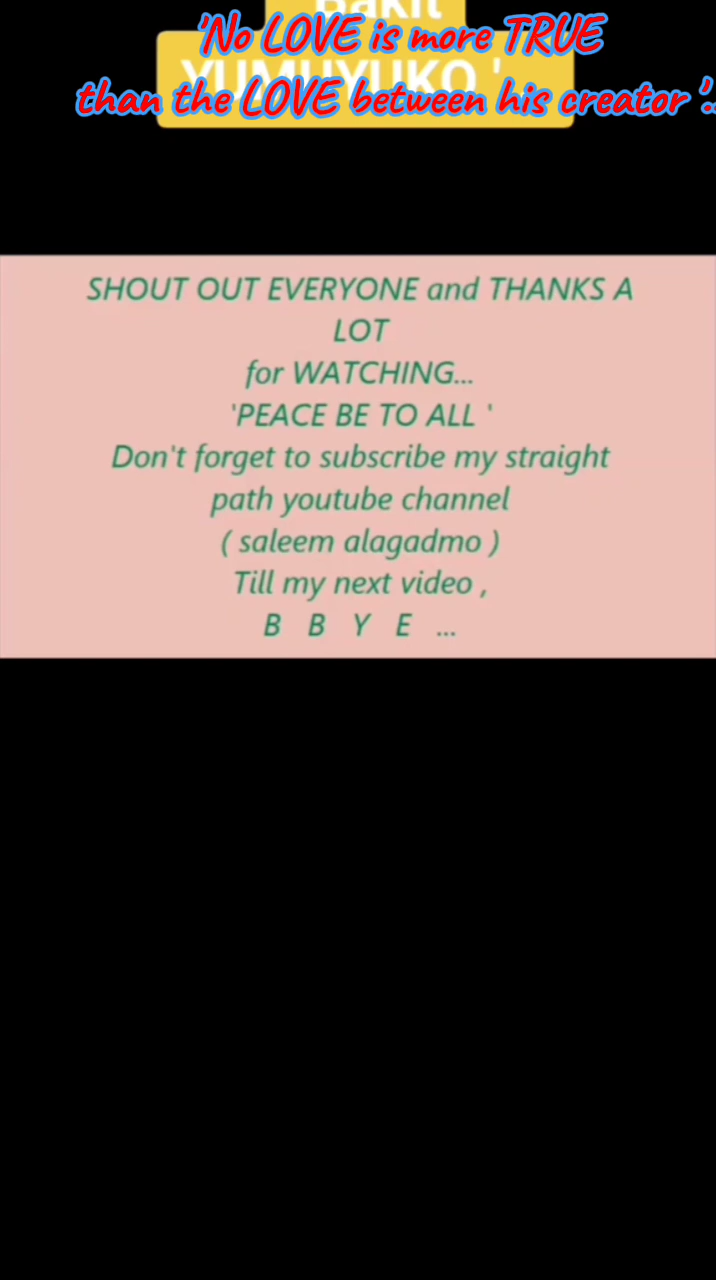 Bakit
'No LOVE is more TRUE
YUMUYUKO '
than the LOVE between his creator '..
SHOUT OUT EVERYONE and THANKS A
LOT
for WATCHING...
'PEACE BE TO ALL '
Don't forget to subscribe my straight
path youtube channel
( saleem alagadmo )
Till my next video ,
B B Y E ...